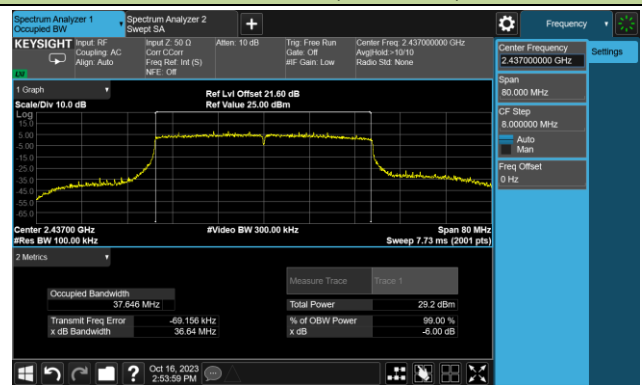 Spectrum Analyzer 1
Occupied BW
Spectrum Analyzer 2
Swept SA
Frequency
KEYSIGHT
Input: RF
Coupling: AC
Align: Auto
Input Z: 50 Ω
Corr CCorr
Freq Ref: Int (S)
NFE: Off
Atten: 10 dB
Trig: Free Run
Gate: Off
#IF Gain: Low
Center Freq: 2.437000000 GHz
Avg|Hold:>10/10
Radio Std: None
Center Frequency
2.437000000 GHz
Settings
Span
80.000 MHz
CF Step
8.000000 MHz
Auto
Man
Freq Offset
0 Hz
1 Graph
Scale/Div 10.0 dB
Ref Lvl Offset 21.60 dB
Ref Value 25.00 dBm
Log
15.0
5.00
-5.00
-15.0
-25.0
-35.0
-45.0
-55.0
-65.0
Center 2.43700 GHz
#Res BW 100.00 kHz
#Video BW 300.00 kHz
Span 80 MHz
Sweep 7.73 ms (2001 pts)
2 Metrics
Measure Trace
Trace 1
Occupied Bandwidth
37.646 MHz
Total Power
29.2 dBm
Transmit Freq Error
-69.156 kHz
% of OBW Power
99.00 %
x dB Bandwidth
36.64 MHz
x dB
-6.00 dB
Oct 16, 2023
2:53:59 PM